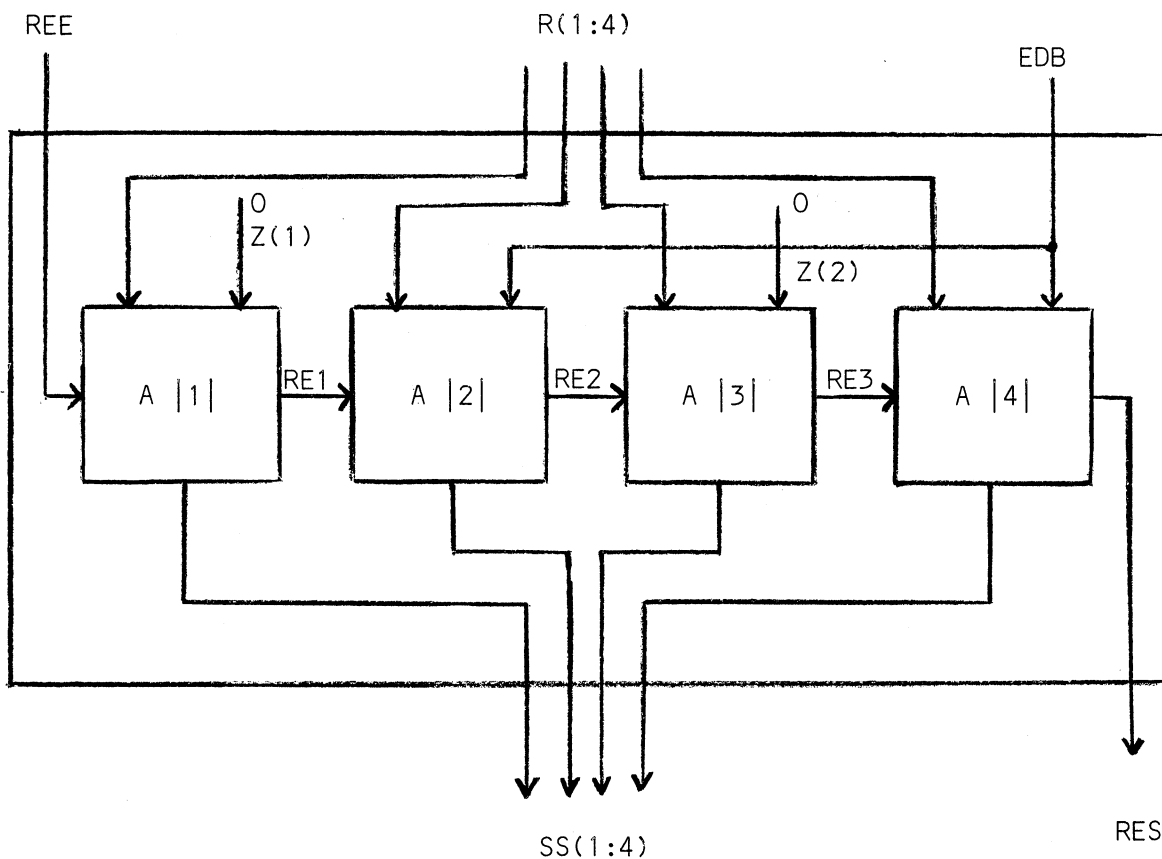 REE
R(1:4)
EDB
0
Z(1)
0
Z(2)
A |1|
RE1
A |2|
RE2
A |3|
RE3
A |4|
SS(1:4)
RES